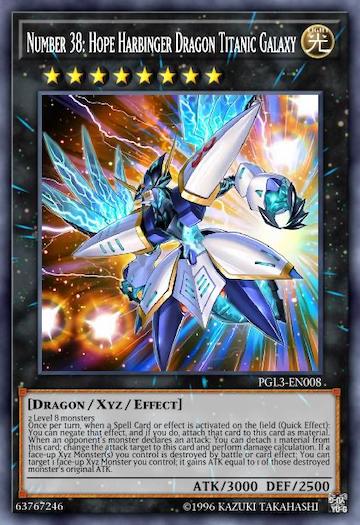 Number 38: Hope Harbinger Dragon Titanic Galaxy
LIGHT
光
PGL3-EN008
[Dragon / Xyz / Effect]
2 Level 8 monsters
Once per turn, when a Spell Card or effect is activated on the field (Quick Effect):
You can negate that effect, and if you do, attach that card to this card as material.
When an opponent's monster declares an attack: You can detach 1 material from
this card; change the attack target to this card and perform damage calculation. If a
face-up Xyz Monster(s) you control is destroyed by battle or card effect: You can
target 1 face-up Xyz Monster you control; it gains ATK equal to 1 of those destroyed
monster's original ATK.
ATK/3000 DEF/2500
63767246
©1996 KAZUKI TAKAHASHI